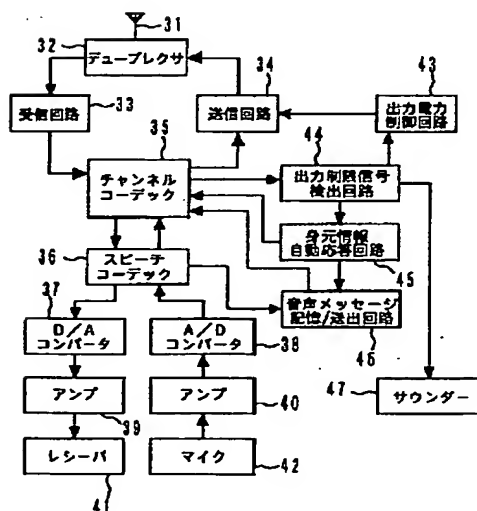 31
32
デュープレクサ
34
43
受信回路
33
送信回路
出力電力
制御回路
35
44
チャンネル
コーデック
出力制限信号
検出回路
36
スピーチ
コーデック
身元情報
自動応答回路
45
37
D/A
コンバータ
A/D
コンバータ
38
音声メッセージ
記憶/送出回路
46
アンプ
39
アンプ
40
47
サウンダー
レシーバ
マイク
42